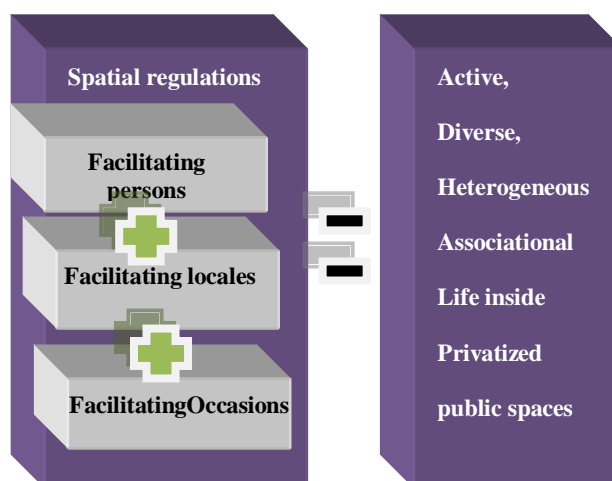 Spatial regulations
Facilitating
persons
Facilitating locales
FacilitatingOccasions
Active,
Diverse,
Heterogeneous
Associational
Life inside
Privatized
public spaces